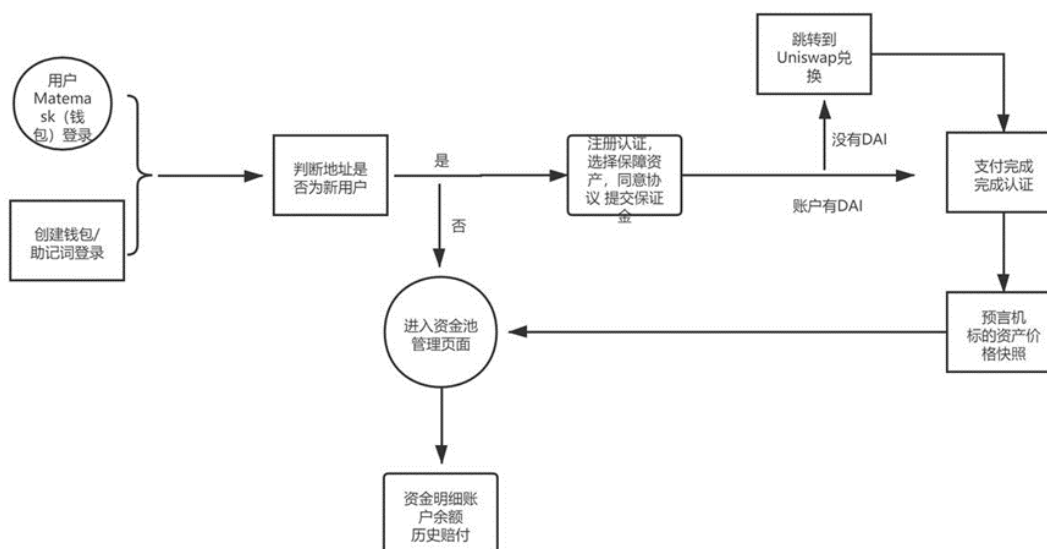 用户
Matema
sk（钱
包）登录
创建钱包/
助记词登录
判断地址是
否为新用户
是
否
注册认证，
选择保障资
产，同意协
议 提交保证
金
跳转到
Uniswap兑
换
没有DAI
账户有DAI
支付完成
完成认证
预言机
标的资产价
格快照
进入资金池
管理页面
资金明细账
户余额
历史赔付